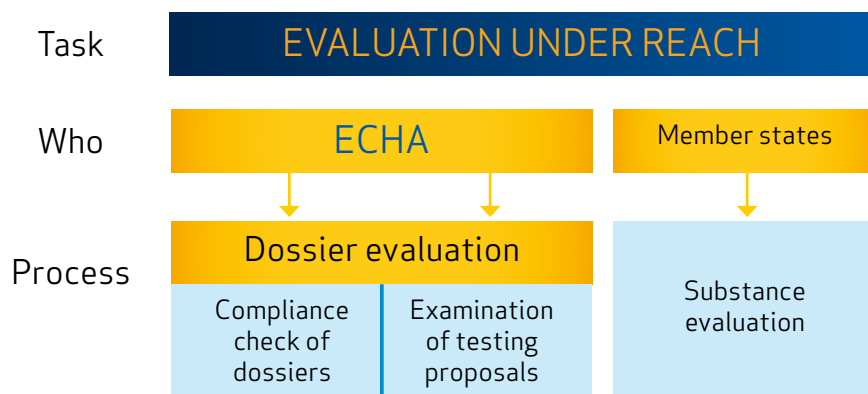 Task
EVALUATION UNDER REACH
Who
ECHA
Member states
Process
Dossier evaluation
Compliance
check of
dossiers
Examination
of testing
proposals
Substance
evaluation